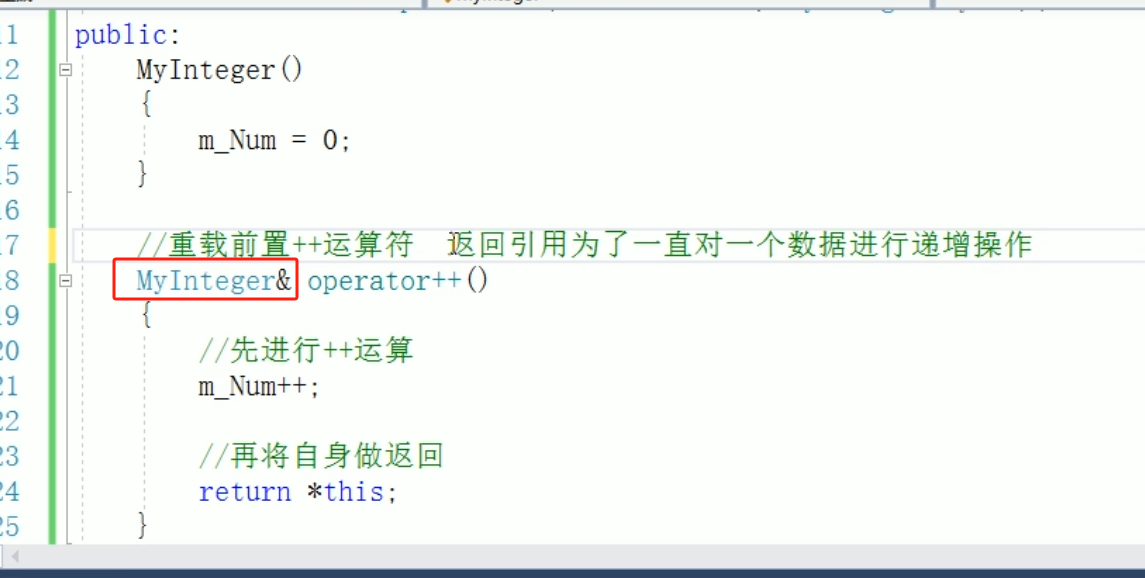 11 public:
12 MyInteger()
13 {
14 m_Num = 0;
15 }
16
17 //重载前置++运算符 返回引用为了一直对一个数据进行递增操作
18 MyInteger& operator++()
19 {
20 //先进行++运算
21 m_Num++;
22
23 //再将自身做返回
24 return *this;
25 }